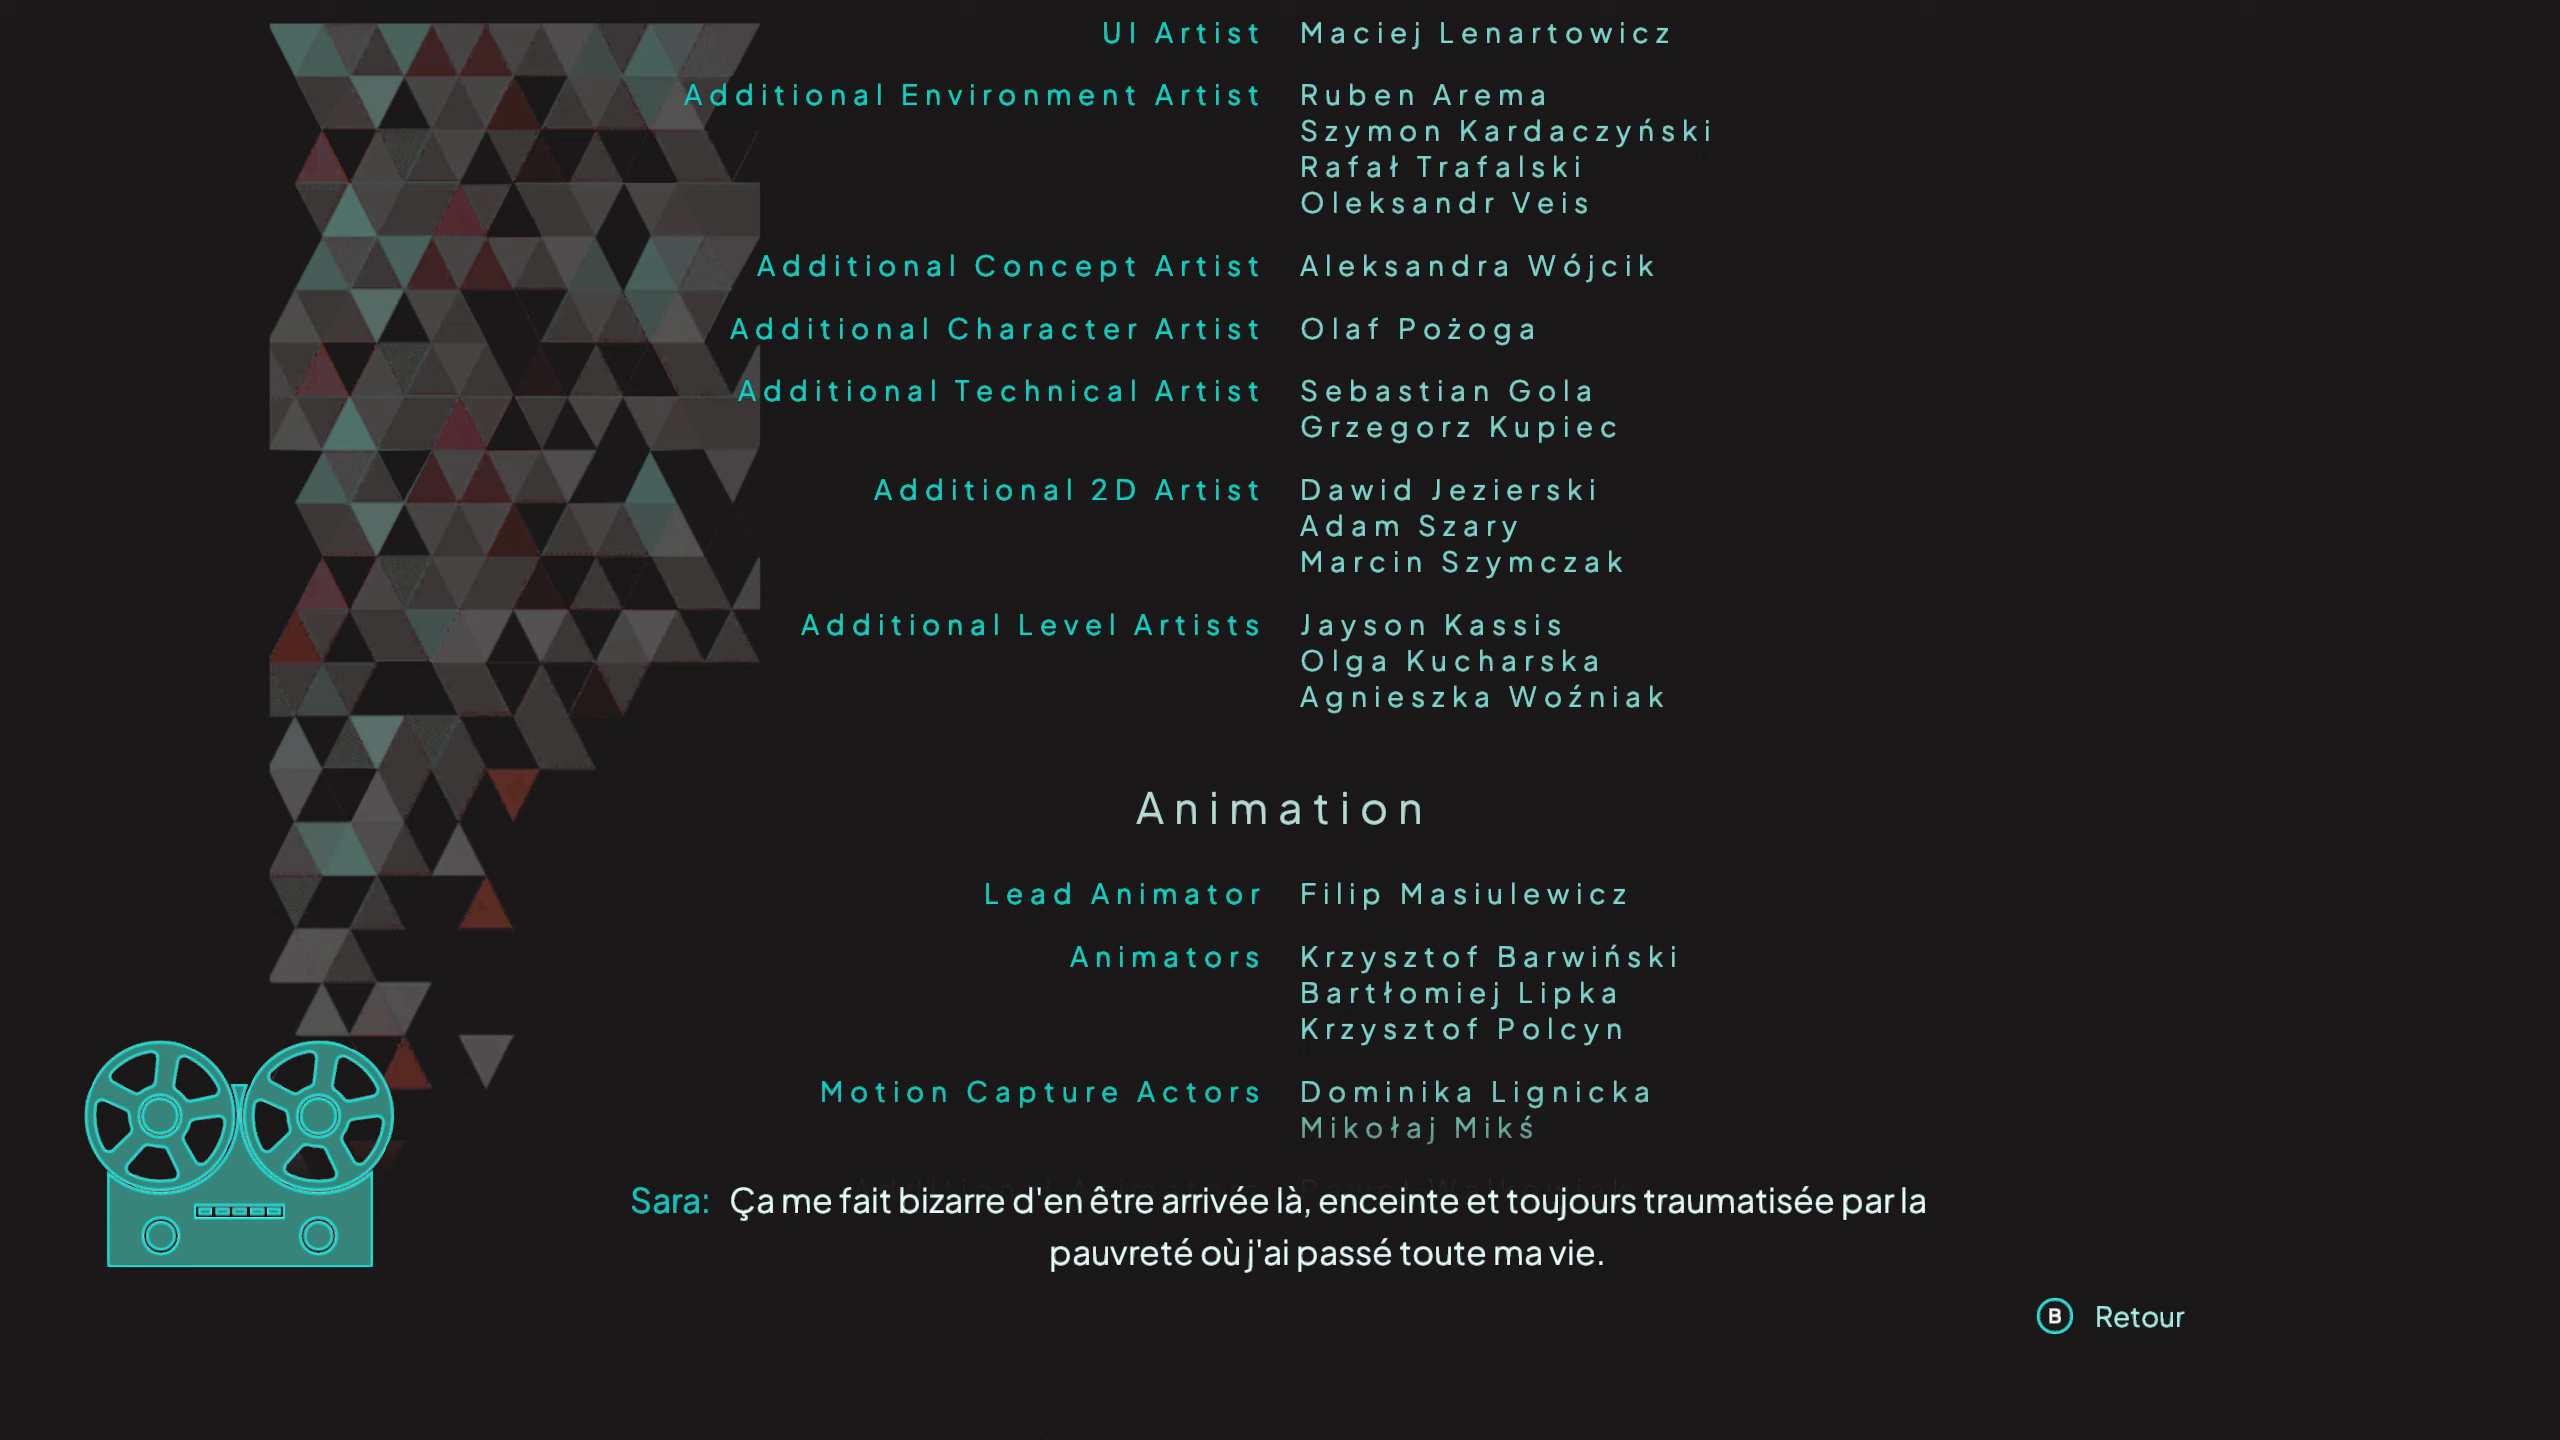 UI Artist Maciej Lenartowicz
Additional Environment Artist Ruben Arema
Szymon Kardaczyński
Rafał Trafalski
Oleksandr Veis
Additional Concept Artist Aleksandra Wójcik
Additional Character Artist Olaf Pożoga
Additional Technical Artist Sebastian Gola
Grzegorz Kupiec
Additional 2D Artist Dawid Jezierski
Adam Szary
Marcin Szymczak
Additional Level Artists Jayson Kassis
Olga Kucharska
Agnieszka Woźniak
Animation
Lead Animator Filip Masiulewicz
Animators Krzysztof Barwiński
Bartłomiej Lipka
Krzysztof Polcyn
Motion Capture Actors Dominika Lignicka
Mikołaj Mikś
Sara: Ça me fait bizarre d'en être arrivée là, enceinte et toujours traumatisée par la
pauvreté où j'ai passé toute ma vie.
B Retour